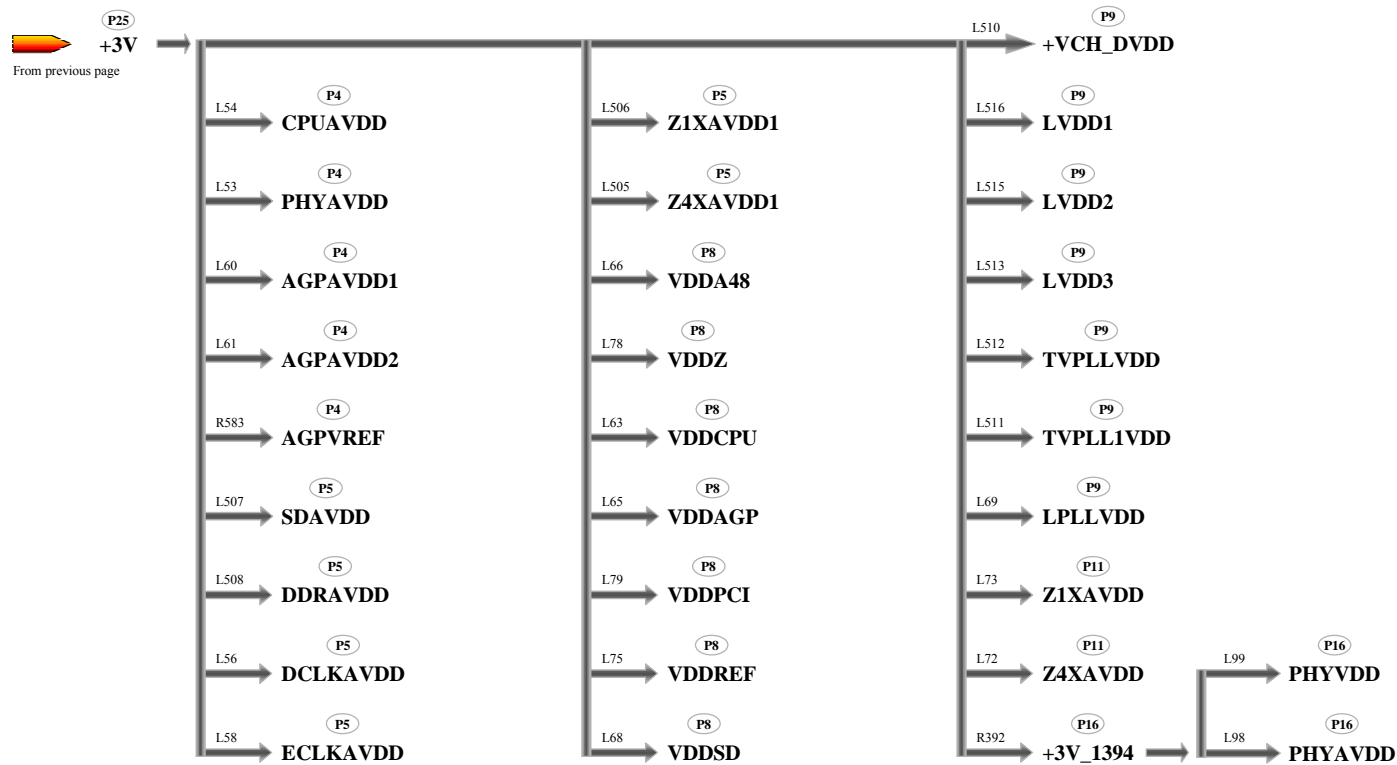 P25
+3V
From previous page
L510
P9
+VCH_DVDD
L54
P4
CPUAVDD
L53
P4
PHYAVDD
L60
P4
AGPAVDD1
L61
P4
AGPAVDD2
R583
P4
AGPVREF
L507
P5
SDAVDD
L508
P5
DDRAVDD
L56
P5
DCLKAVDD
L58
P5
ECLKAVDD
L506
P5
Z1XAVDD1
L505
P5
Z4XAVDD1
L66
P8
VDDA48
L78
P8
VDDZ
L63
P8
VDDCPU
L65
P8
VDDAGP
L79
P8
VDDPCI
L75
P8
VDDREF
L68
P8
VDDSD
L516
P9
LVDD1
L515
P9
LVDD2
L513
P9
LVDD3
L512
P9
TVPLLVDD
L511
P9
TVPLL1VDD
L69
P9
LPLLVDD
L73
P11
Z1XAVDD
L72
P11
Z4XAVDD
R392
P16
+3V_1394
L99
P16
PHYVDD
L98
P16
PHYAVDD